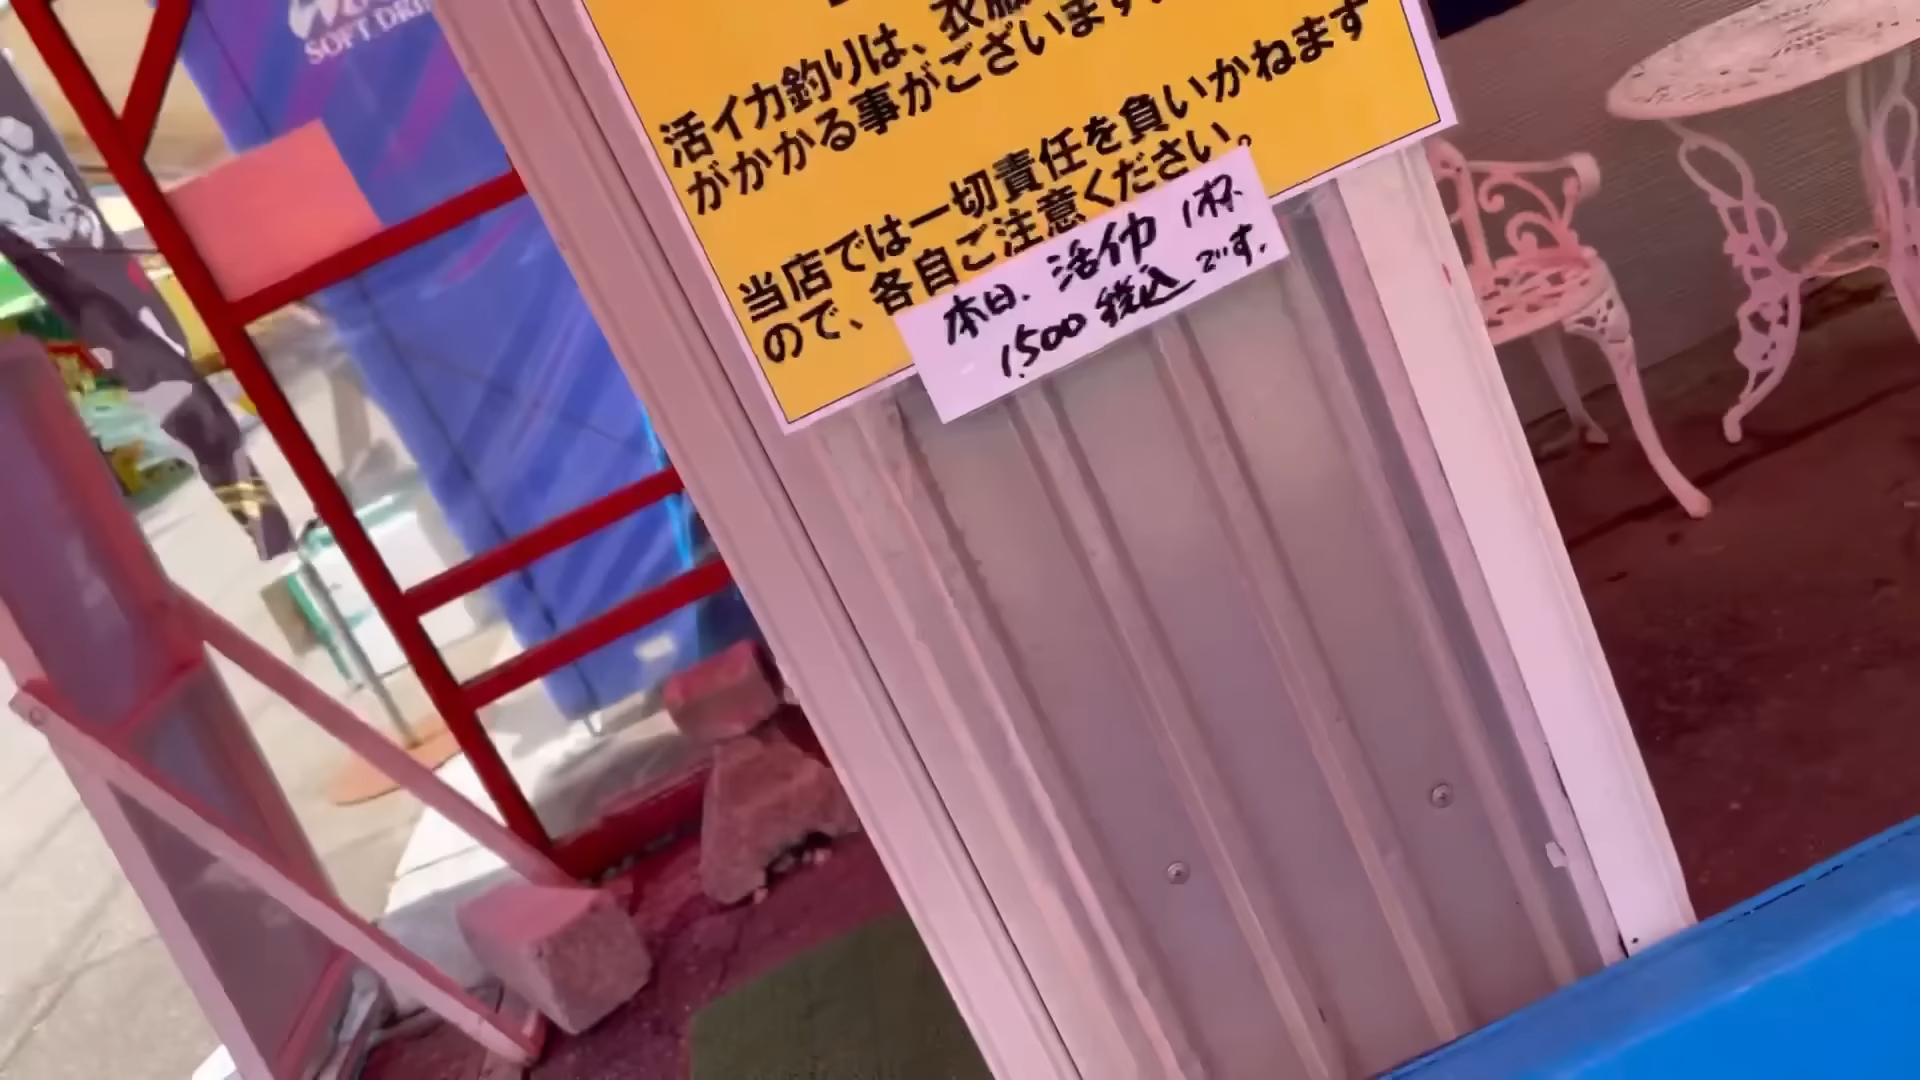 SOFT DRI
活イカ釣りは、衣服
がかかる事がございます
当店では一切責任を負いかねます
ので、各自ご注意ください。
本日、活イカ 1杯
1,500 税込 です。